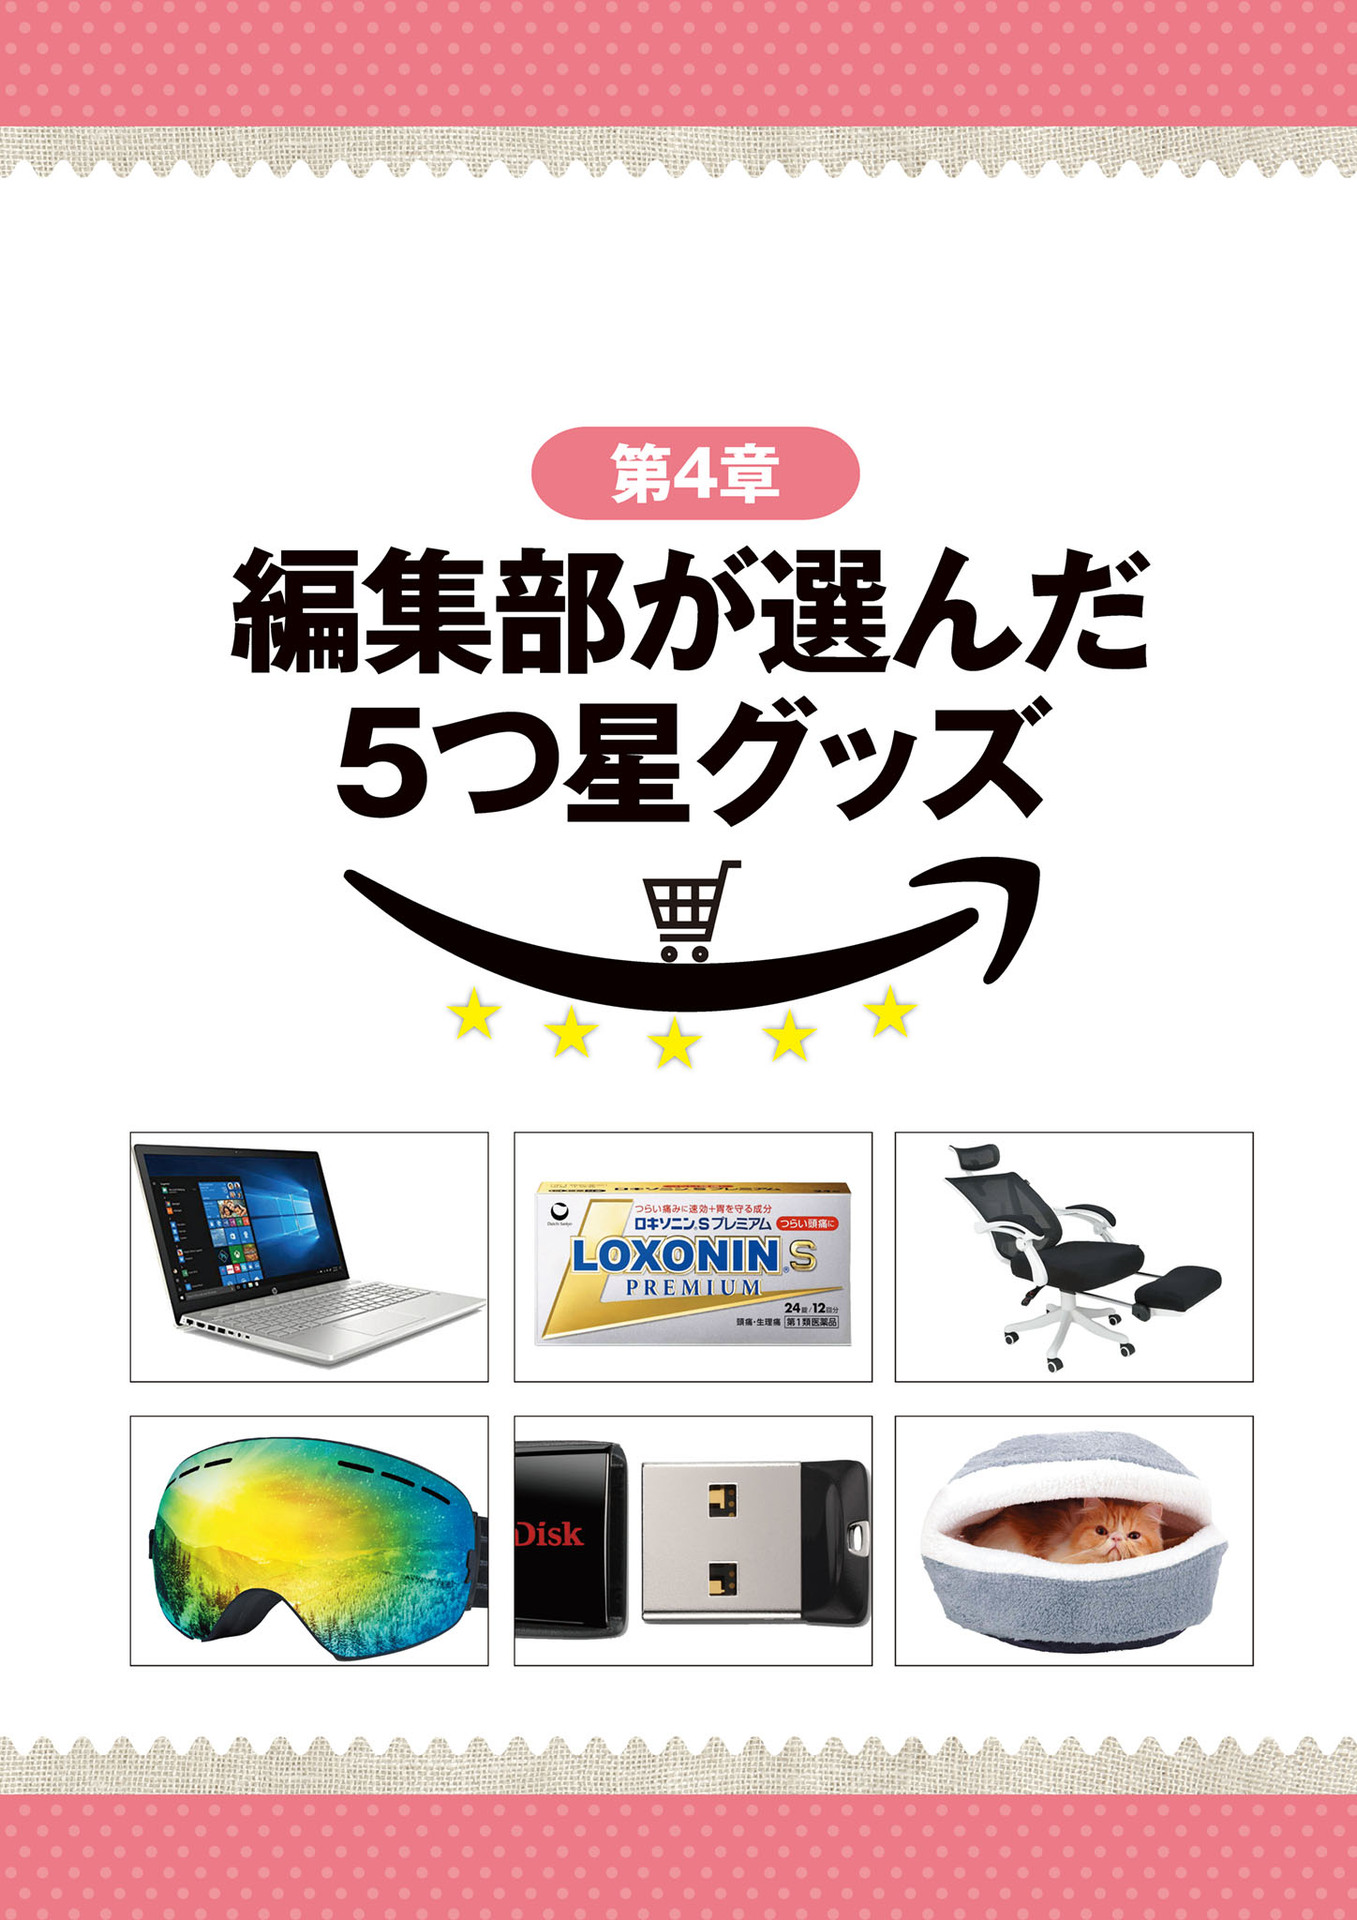 第4章
編集部が選んだ
5つ星グッズ
つらい痛みに速効+胃を守る成分
ロキソニンSプレミアム
つらい頭痛に
LOXONIN S
PREMIUM
24錠/12回分
頭痛・生理痛 第1類医薬品
Disk